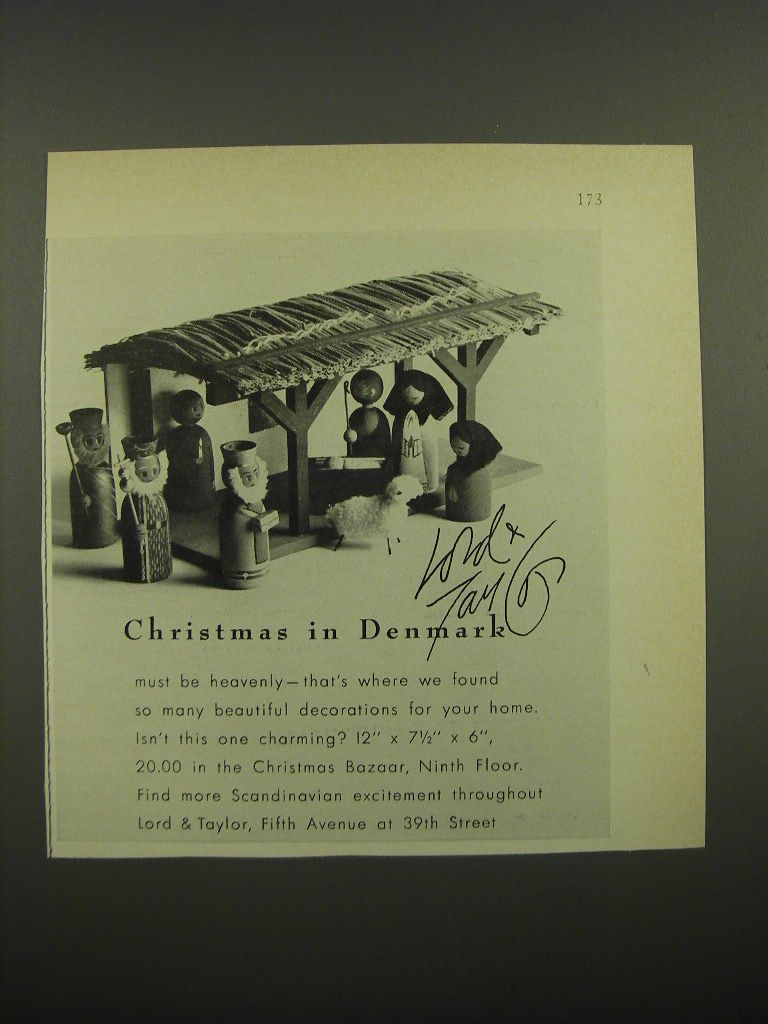 173
Lord &
Taylor
Christmas in Denmark
must be heavenly—that's where we found
so many beautiful decorations for your home.
Isn't this one charming? 12" x 7½" x 6",
20.00 in the Christmas Bazaar, Ninth Floor.
Find more Scandinavian excitement throughout
Lord & Taylor, Fifth Avenue at 39th Street